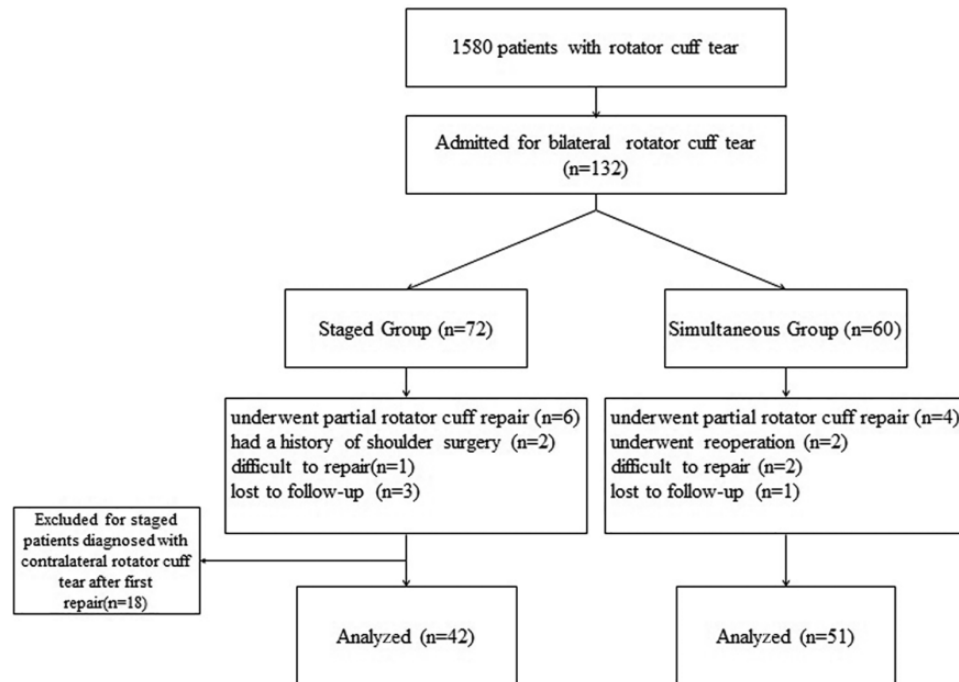 1580 patients with rotator cuff tear
Admitted for bilateral rotator cuff tear
(n=132)
Staged Group (n=72)
Simultaneous Group (n=60)
underwent partial rotator cuff repair (n=6)
had a history of shoulder surgery (n=2)
difficult to repair(n=1)
lost to follow-up (n=3)
underwent partial rotator cuff repair (n=4)
underwent reoperation (n=2)
difficult to repair (n=2)
lost to follow-up (n=1)
Excluded for staged
patients diagnosed with
contralateral rotator cuff
tear after first
repair(n=18)
Analyzed (n=42)
Analyzed (n=51)